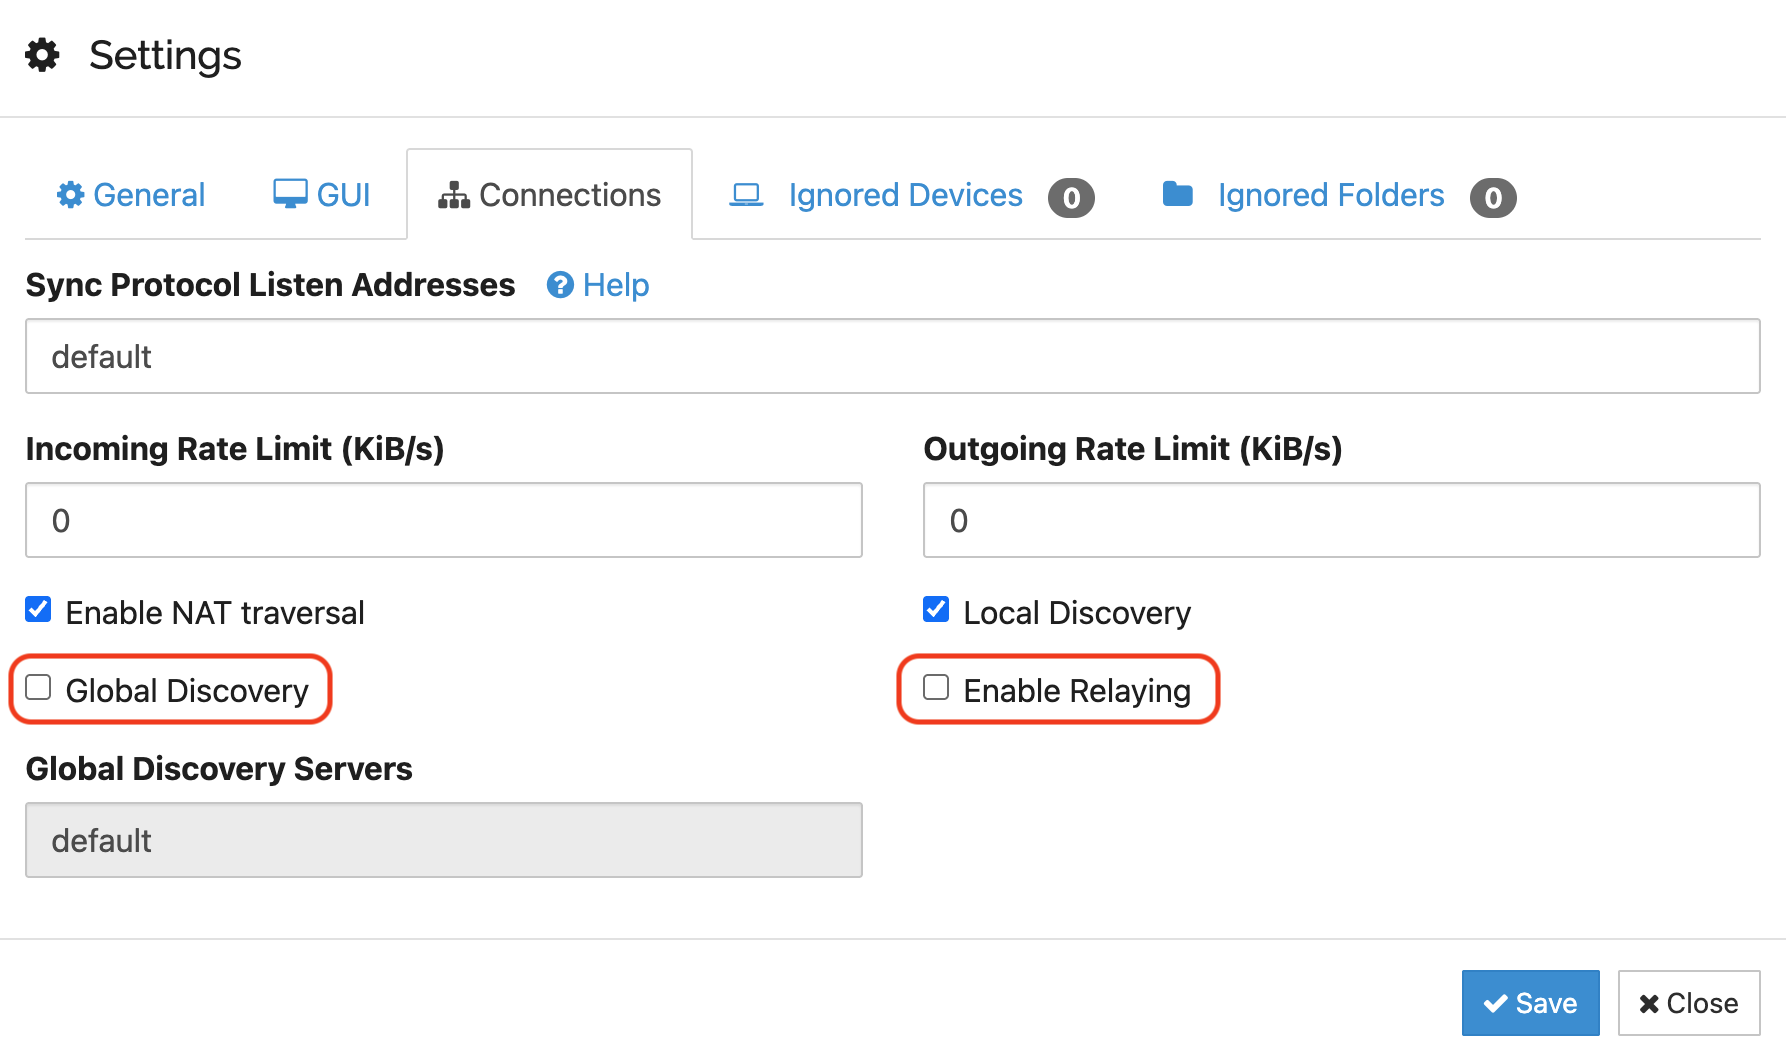 Settings
General GUI Connections Ignored Devices 0 Ignored Folders 0
Sync Protocol Listen Addresses Help
default
Incoming Rate Limit (KiB/s) Outgoing Rate Limit (KiB/s)
0 0
Enable NAT traversal Local Discovery
Global Discovery Enable Relaying
Global Discovery Servers
default
Save Close